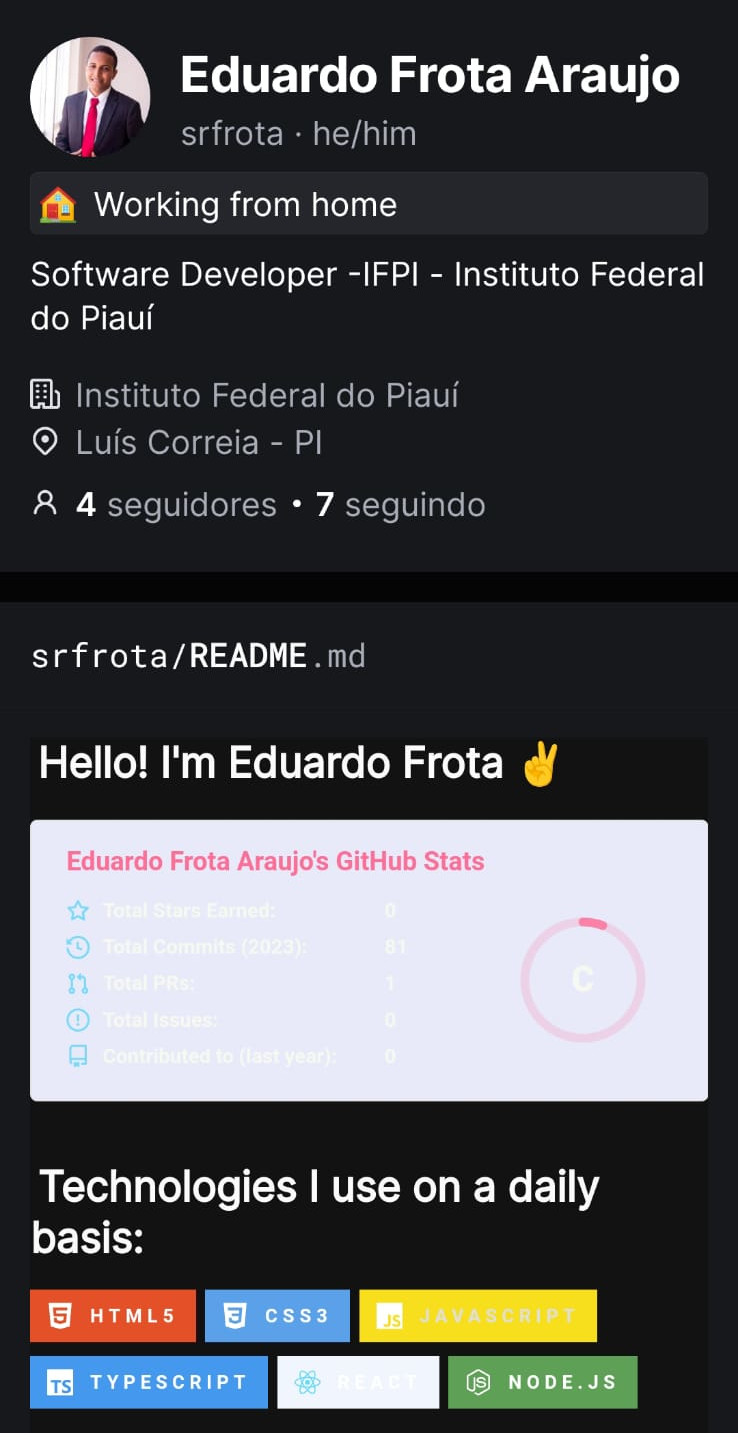 Eduardo Frota Araujo
srfrota · he/him
Working from home
Software Developer -IFPI - Instituto Federal
do Piauí
Instituto Federal do Piauí
Luís Correia - PI
4 seguidores • 7 seguindo
srfrota/README.md
Hello! I'm Eduardo Frota ✌️
Eduardo Frota Araujo's GitHub Stats
Total Stars Earned: 0
Total Commits (2023): 81
Total PRs: 1
Total Issues: 0
Contributed to (last year): 0
C
Technologies I use on a daily
basis:
HTML5 CSS3 JS JAVASCRIPT
TS TYPESCRIPT REACT JS NODE.JS